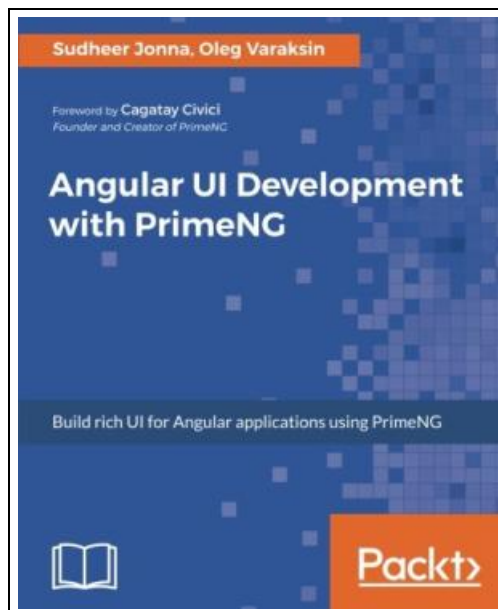 Sudheer Jonna, Oleg Varaksin
Foreword by Cagatay Civici
Founder and Creator of PrimeNG
Angular UI Development
with PrimeNG
Build rich UI for Angular applications using PrimeNG
Packt>